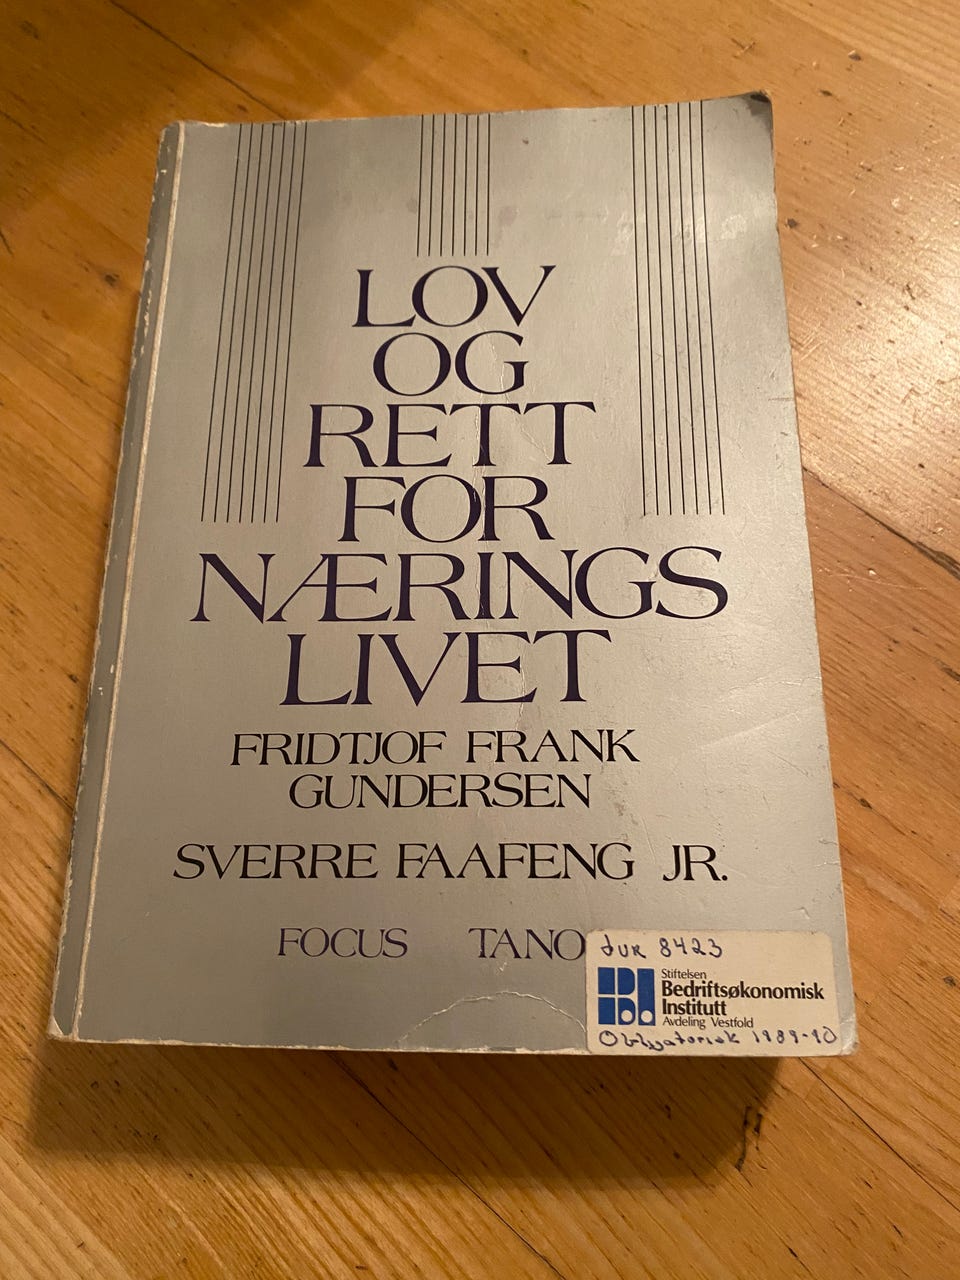 LOV
OG
RETT
FOR
NÆRINGS
LIVET
FRIDTJOF FRANK
GUNDERSEN
SVERRE FAAFENG JR.
FOCUS TANO
JUR 8423
Stiftelsen
Bedriftsøkonomisk
Institutt
Avdeling Vestfold
Obligatorisk 1989-90